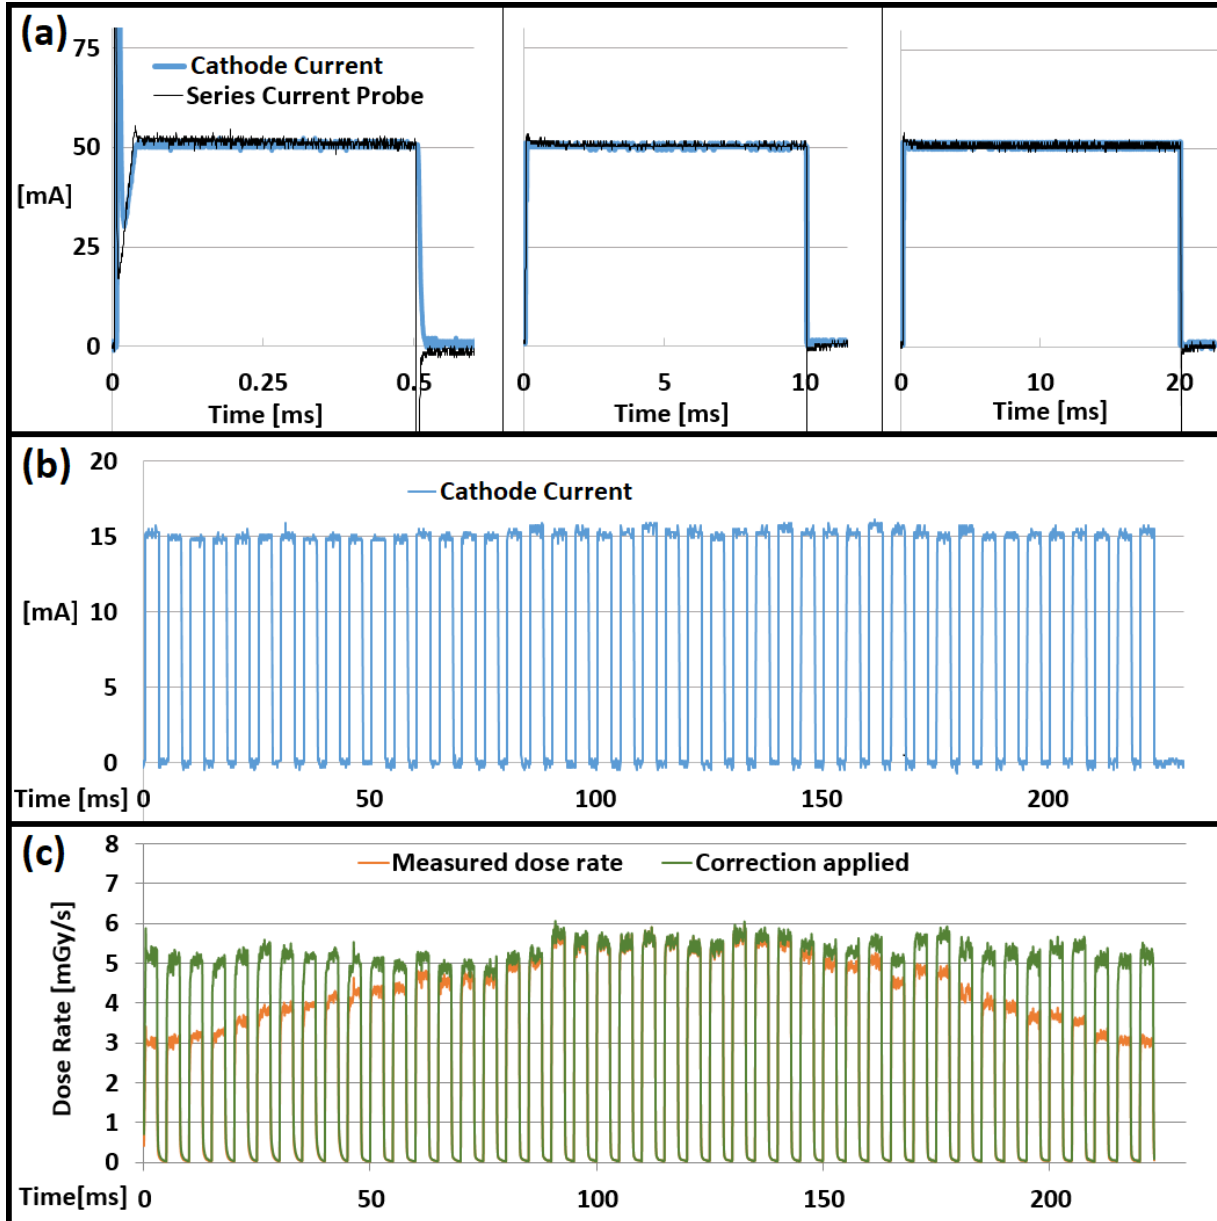 (a)
75
50
[mA]
25
0
Cathode Current
Series Current Probe
0 0.25 0.5
Time [ms]
0 5 10
Time [ms]
0 10 20
Time [ms]
(b)
20
15
[mA] 10
5
0
Cathode Current
Time [ms] 0 50 100 150 200
(c)
8
7
6
5
4
3
2
1
0
Dose Rate [mGy/s]
Measured dose rate Correction applied
Time[ms] 0 50 100 150 200